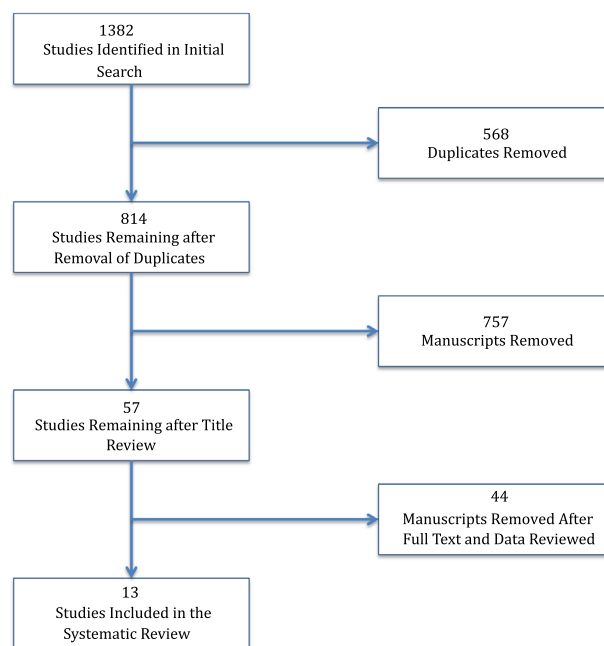 1382
Studies Identified in Initial
Search
568
Duplicates Removed
814
Studies Remaining after
Removal of Duplicates
757
Manuscripts Removed
57
Studies Remaining after Title
Review
44
Manuscripts Removed After
Full Text and Data Reviewed
13
Studies Included in the
Systematic Review